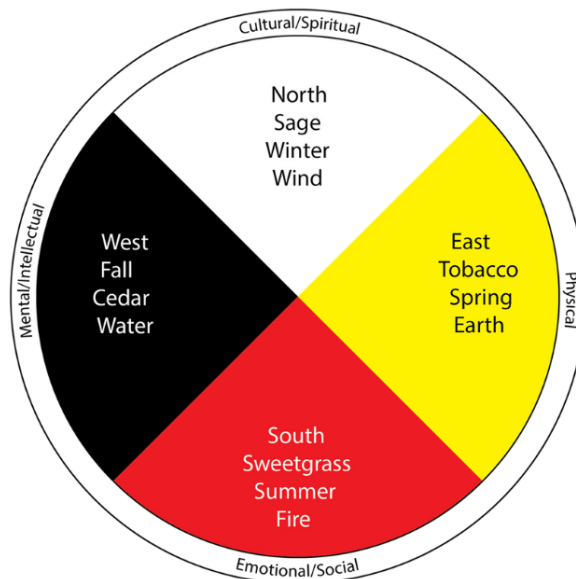 Cultural/Spiritual
North
Sage
Winter
Wind
Mental/Intellectual
West
Fall
Cedar
Water
East
Tobacco
Spring
Earth
Physical
South
Sweetgrass
Summer
Fire
Emotional/Social